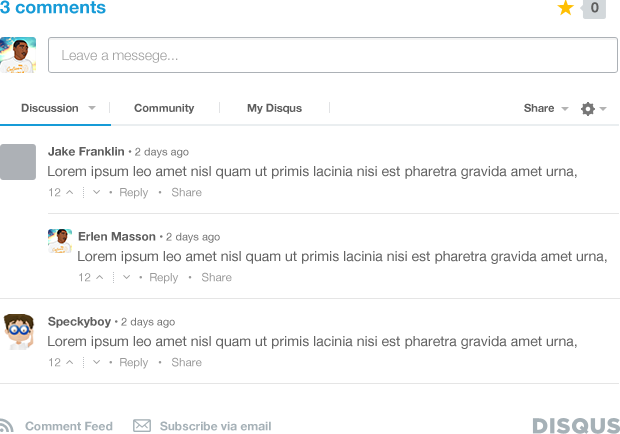 3 comments
0
Leave a messege...
Discussion Community My Disqus Share
Jake Franklin • 2 days ago
Lorem ipsum leo amet nisl quam ut primis lacinia nisi est pharetra gravida amet urna,
12 • Reply • Share
Erlen Masson • 2 days ago
Lorem ipsum leo amet nisl quam ut primis lacinia nisi est pharetra gravida amet urna,
12 • Reply • Share
Speckyboy • 2 days ago
Lorem ipsum leo amet nisl quam ut primis lacinia nisi est pharetra gravida amet urna,
12 • Reply • Share
Comment Feed Subscribe via email DISQUS